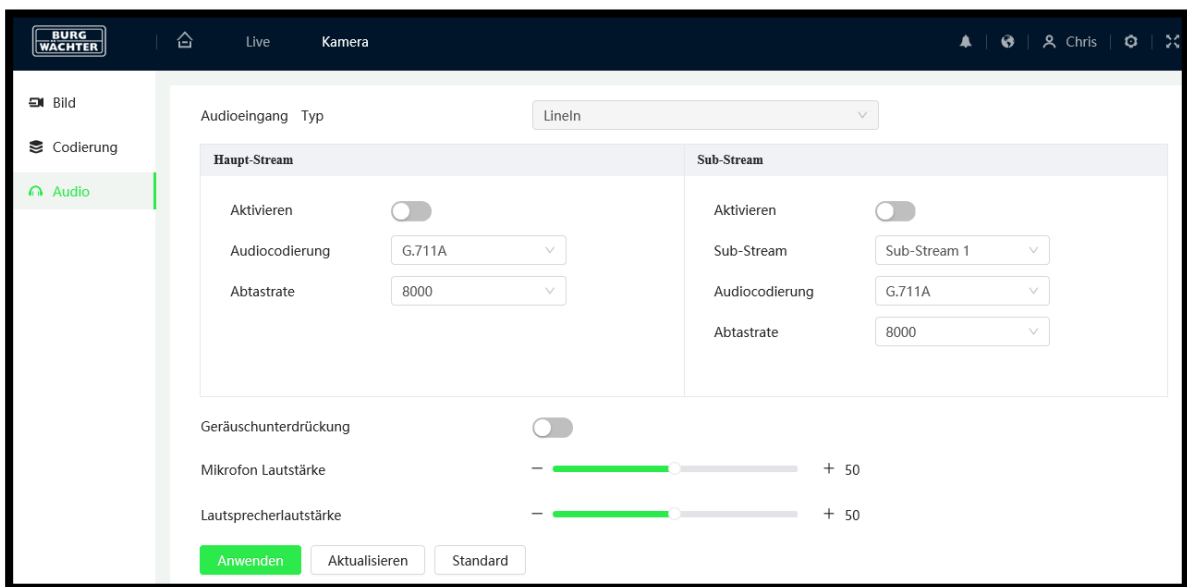 BURG
WÄCHTER
Live Kamera Chris
Bild
Codierung
Audio
Audioeingang Typ LineIn
Haupt-Stream
Aktivieren
Audiocodierung G.711A
Abtastrate 8000
Sub-Stream
Aktivieren
Sub-Stream Sub-Stream 1
Audiocodierung G.711A
Abtastrate 8000
Geräuschunterdrückung
Mikrofon Lautstärke − + 50
Lautsprecherlautstärke − + 50
Anwenden Aktualisieren Standard